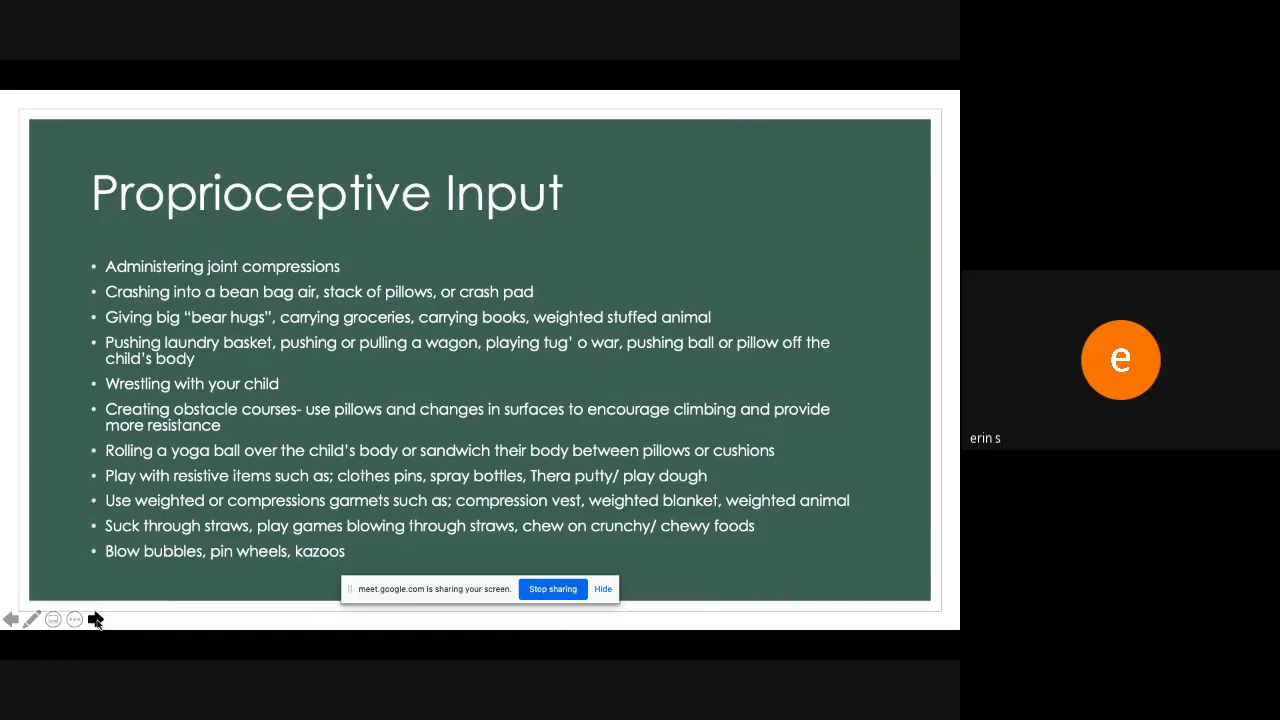 Proprioceptive Input
• Administering joint compressions
• Crashing into a bean bag air, stack of pillows, or crash pad
• Giving big “bear hugs”, carrying groceries, carrying books, weighted stuffed animal
• Pushing laundry basket, pushing or pulling a wagon, playing tug’ o war, pushing ball or pillow off the
child’s body
• Wrestling with your child
• Creating obstacle courses- use pillows and changes in surfaces to encourage climbing and provide
more resistance
• Rolling a yoga ball over the child’s body or sandwich their body between pillows or cushions
• Play with resistive items such as; clothes pins, spray bottles, Thera putty/ play dough
• Use weighted or compressions garmets such as; compression vest, weighted blanket, weighted animal
• Suck through straws, play games blowing through straws, chew on crunchy/ chewy foods
• Blow bubbles, pin wheels, kazoos
meet.google.com is sharing your screen. Stop sharing Hide
e
erin s